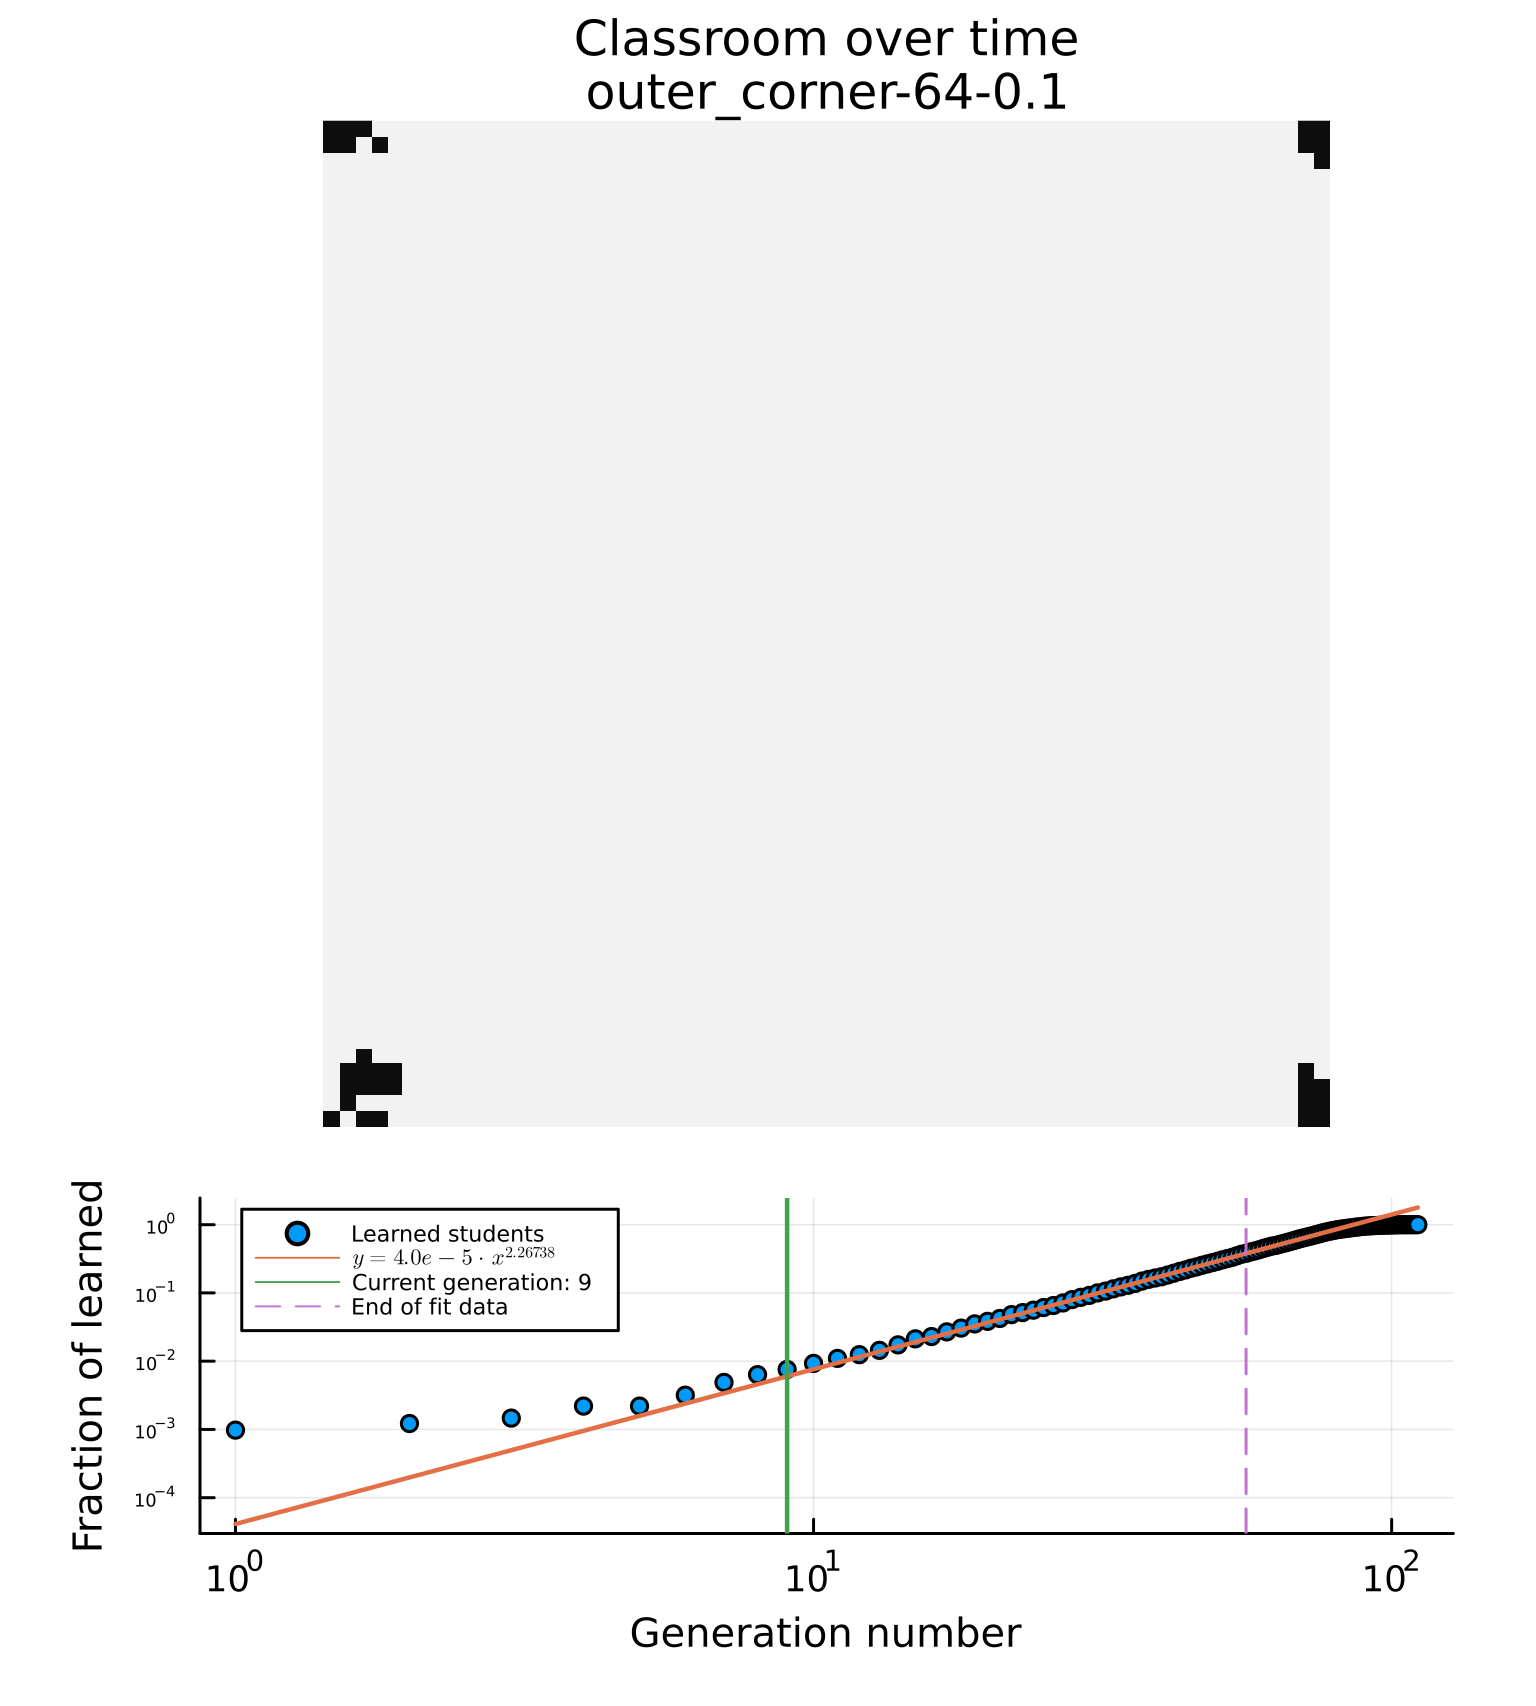 Classroom over time
outer_corner-64-0.1
Fraction of learned
10^0
10^−1
10^−2
10^−3
10^−4
Learned students
y = 4.0e − 5 · x^2.26738
Current generation: 9
End of fit data
10^0 10^1 10^2
Generation number